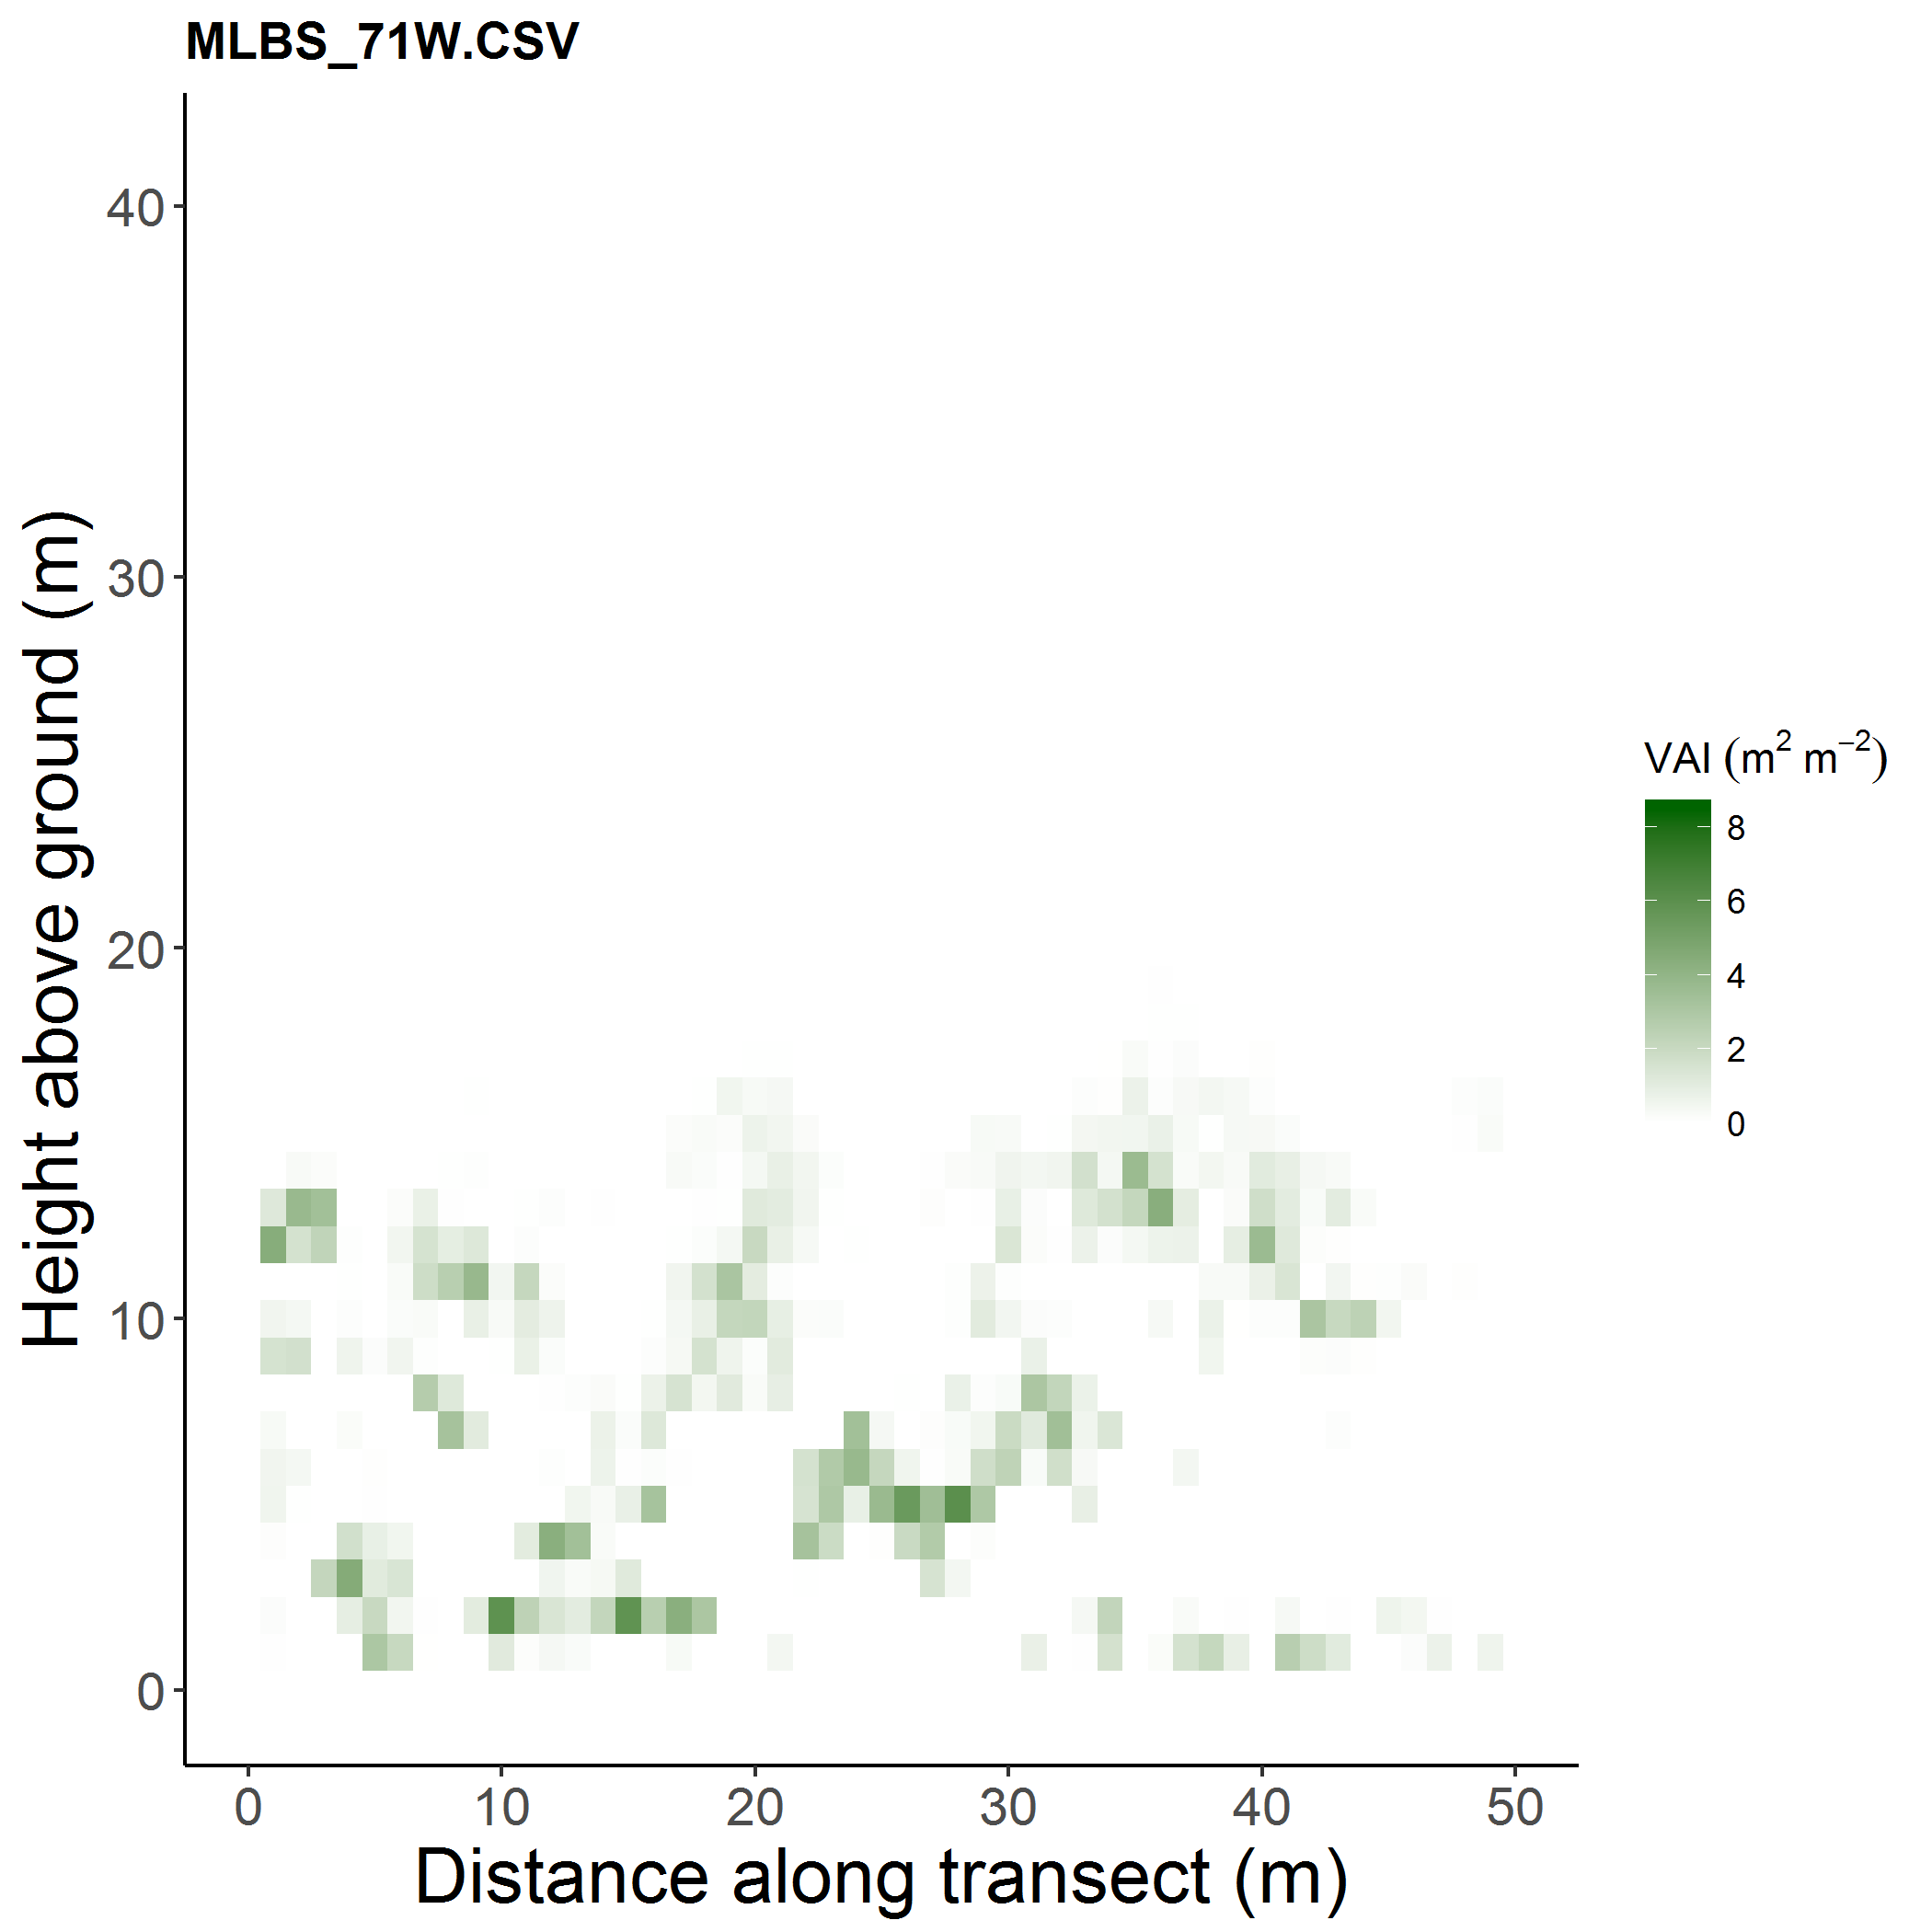 MLBS_71W.CSV
40
30
20
10
0
Height above ground (m)
0 10 20 30 40 50
Distance along transect (m)
VAI (m² m⁻²)
8
6
4
2
0